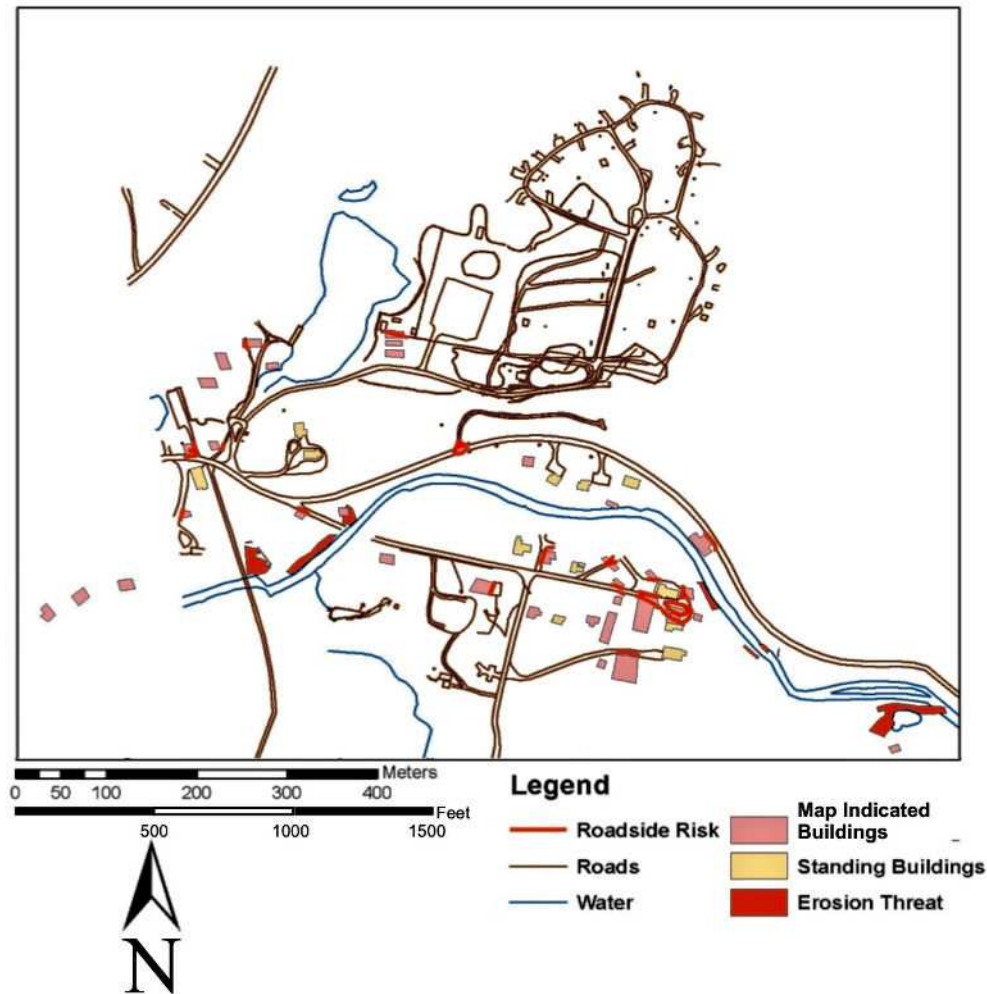 Meters
0 50 100 200 300 400
Feet
500 1000 1500
N
Legend
Roadside Risk
Roads
Water
Map Indicated
Buildings
Standing Buildings
Erosion Threat